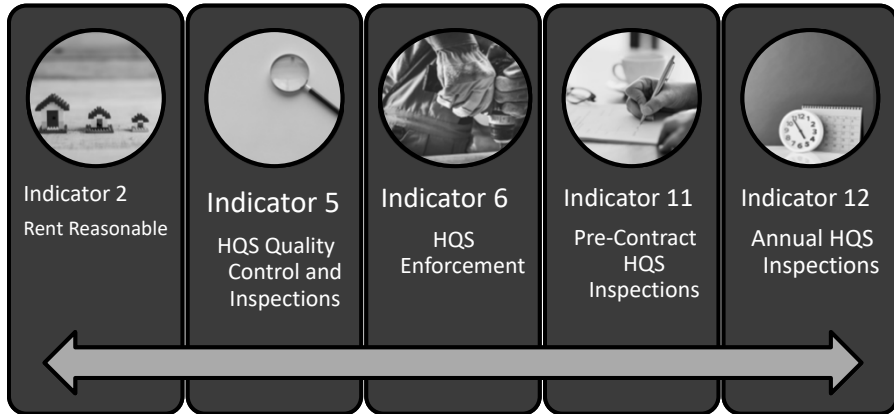 Indicator 2
Rent Reasonable
Indicator 5
HQS Quality
Control and
Inspections
Indicator 6
HQS
Enforcement
Indicator 11
Pre-Contract
HQS
Inspections
Indicator 12
Annual HQS
Inspections